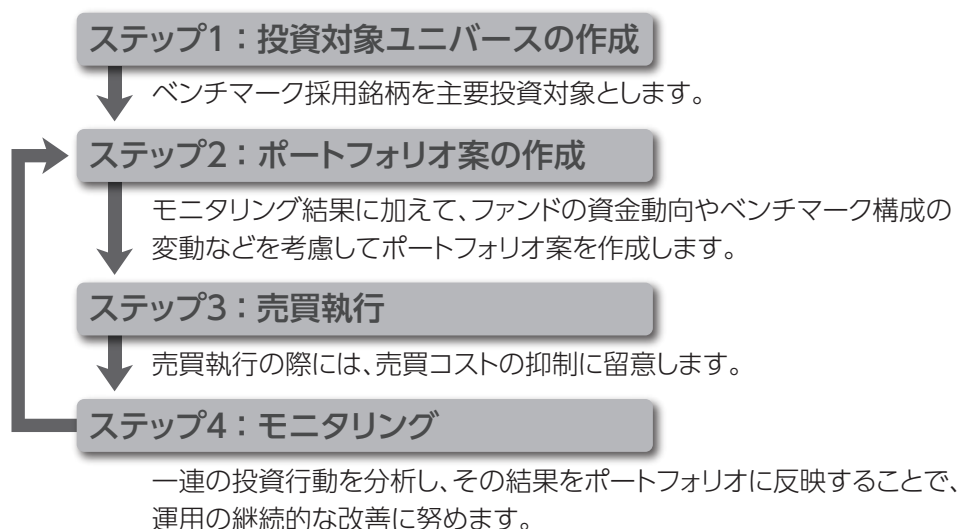 ステップ1：投資対象ユニバースの作成
ベンチマーク採用銘柄を主要投資対象とします。
ステップ2：ポートフォリオ案の作成
モニタリング結果に加えて、ファンドの資金動向やベンチマーク構成の
変動などを考慮してポートフォリオ案を作成します。
ステップ3：売買執行
売買執行の際には、売買コストの抑制に留意します。
ステップ4：モニタリング
一連の投資行動を分析し、その結果をポートフォリオに反映することで、
運用の継続的な改善に努めます。